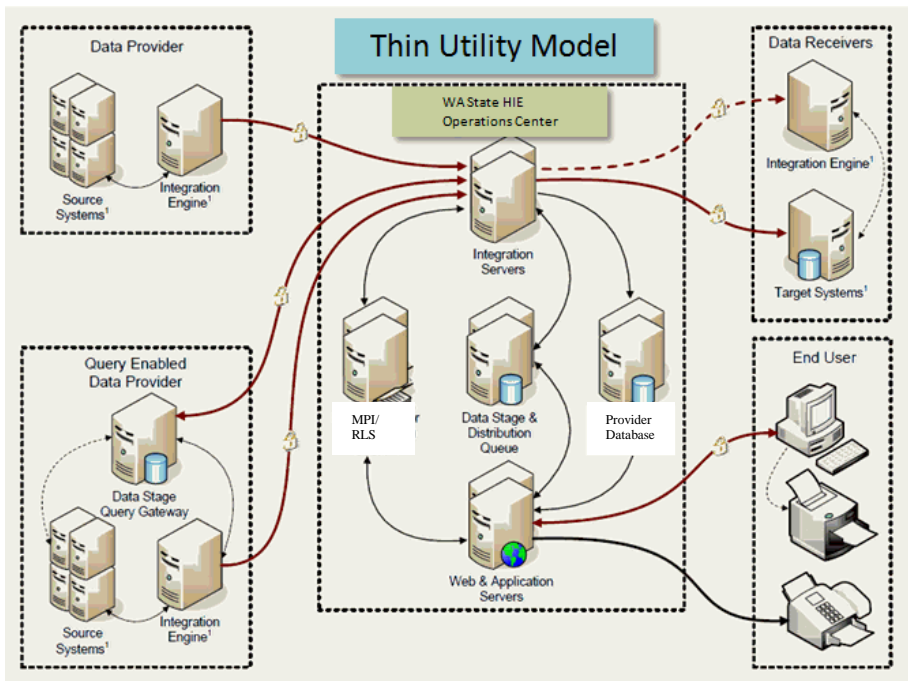 Thin Utility Model
Data Provider
Source
Systems¹
Integration
Engine¹
WA State HIE
Operations Center
Integration
Servers
MPI/
RLS
Data Stage &
Distribution
Queue
Provider
Database
Web & Application
Servers
Data Receivers
Integration
Engine¹
Target Systems¹
Query Enabled
Data Provider
Data Stage
Query Gateway
Source
Systems¹
Integration
Engine¹
End User